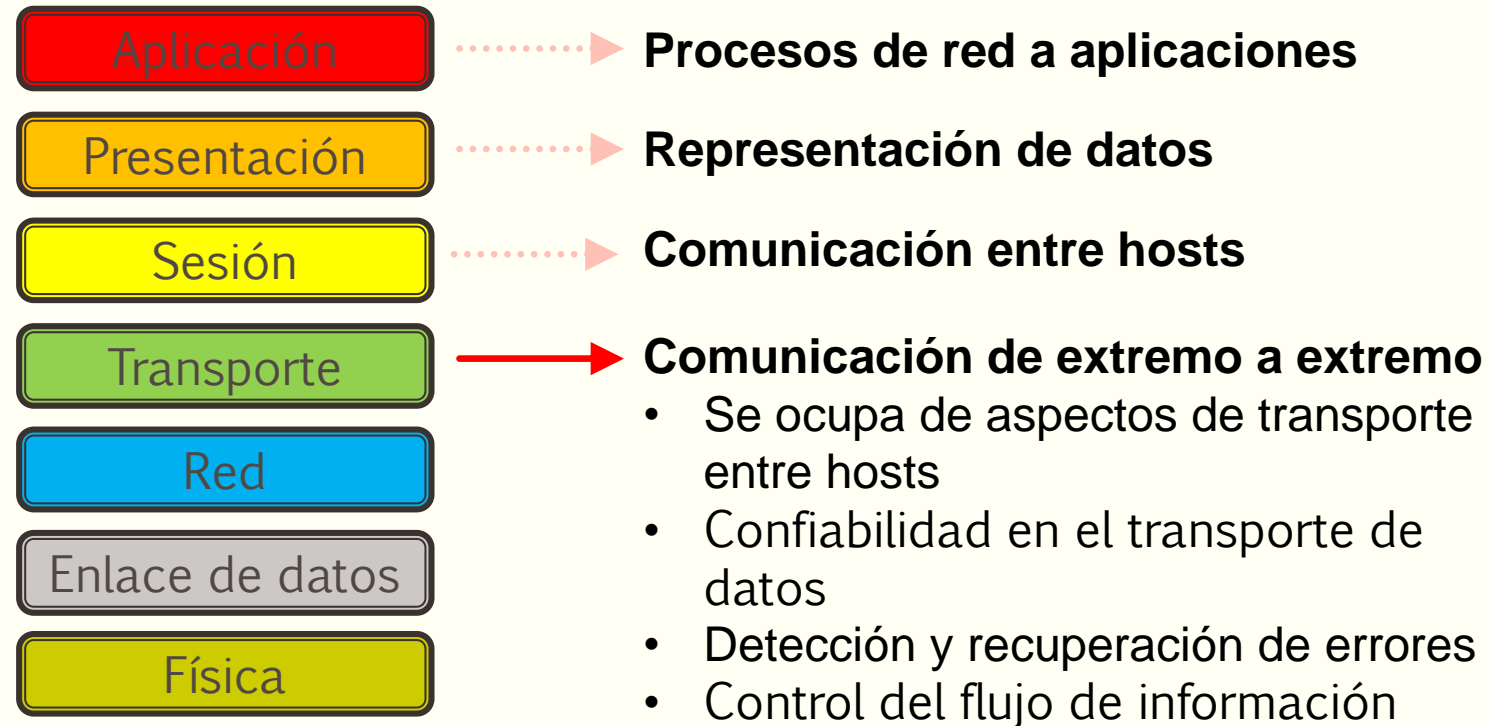 Aplicación
Procesos de red a aplicaciones
Presentación
Representación de datos
Sesión
Comunicación entre hosts
Transporte
Comunicación de extremo a extremo
• Se ocupa de aspectos de transporte
entre hosts
• Confiabilidad en el transporte de
datos
• Detección y recuperación de errores
• Control del flujo de información
Red
Enlace de datos
Física